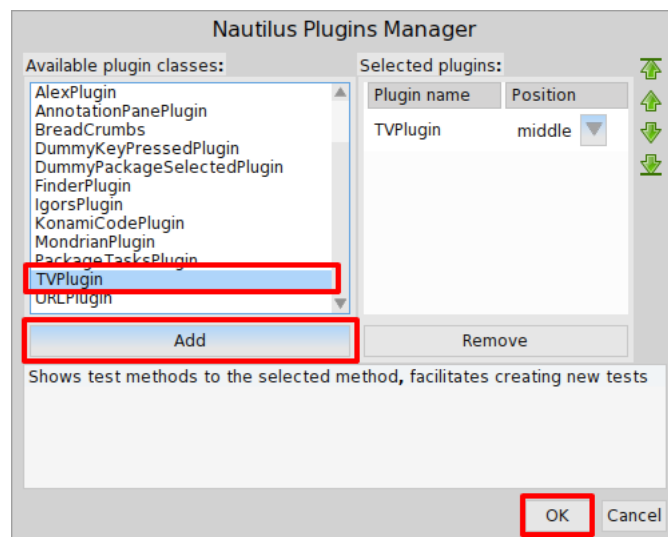 Nautilus Plugins Manager
Available plugin classes:
Selected plugins:
AlexPlugin
AnnotationPanePlugin
BreadCrumbs
DummyKeyPressedPlugin
DummyPackageSelectedPlugin
FinderPlugin
IgorsPlugin
KonamiCodePlugin
MondrianPlugin
PackageTasksPlugin
TVPlugin
URLPlugin
Plugin name Position
TVPlugin middle
Add
Remove
Shows test methods to the selected method, facilitates creating new tests
OK
Cancel